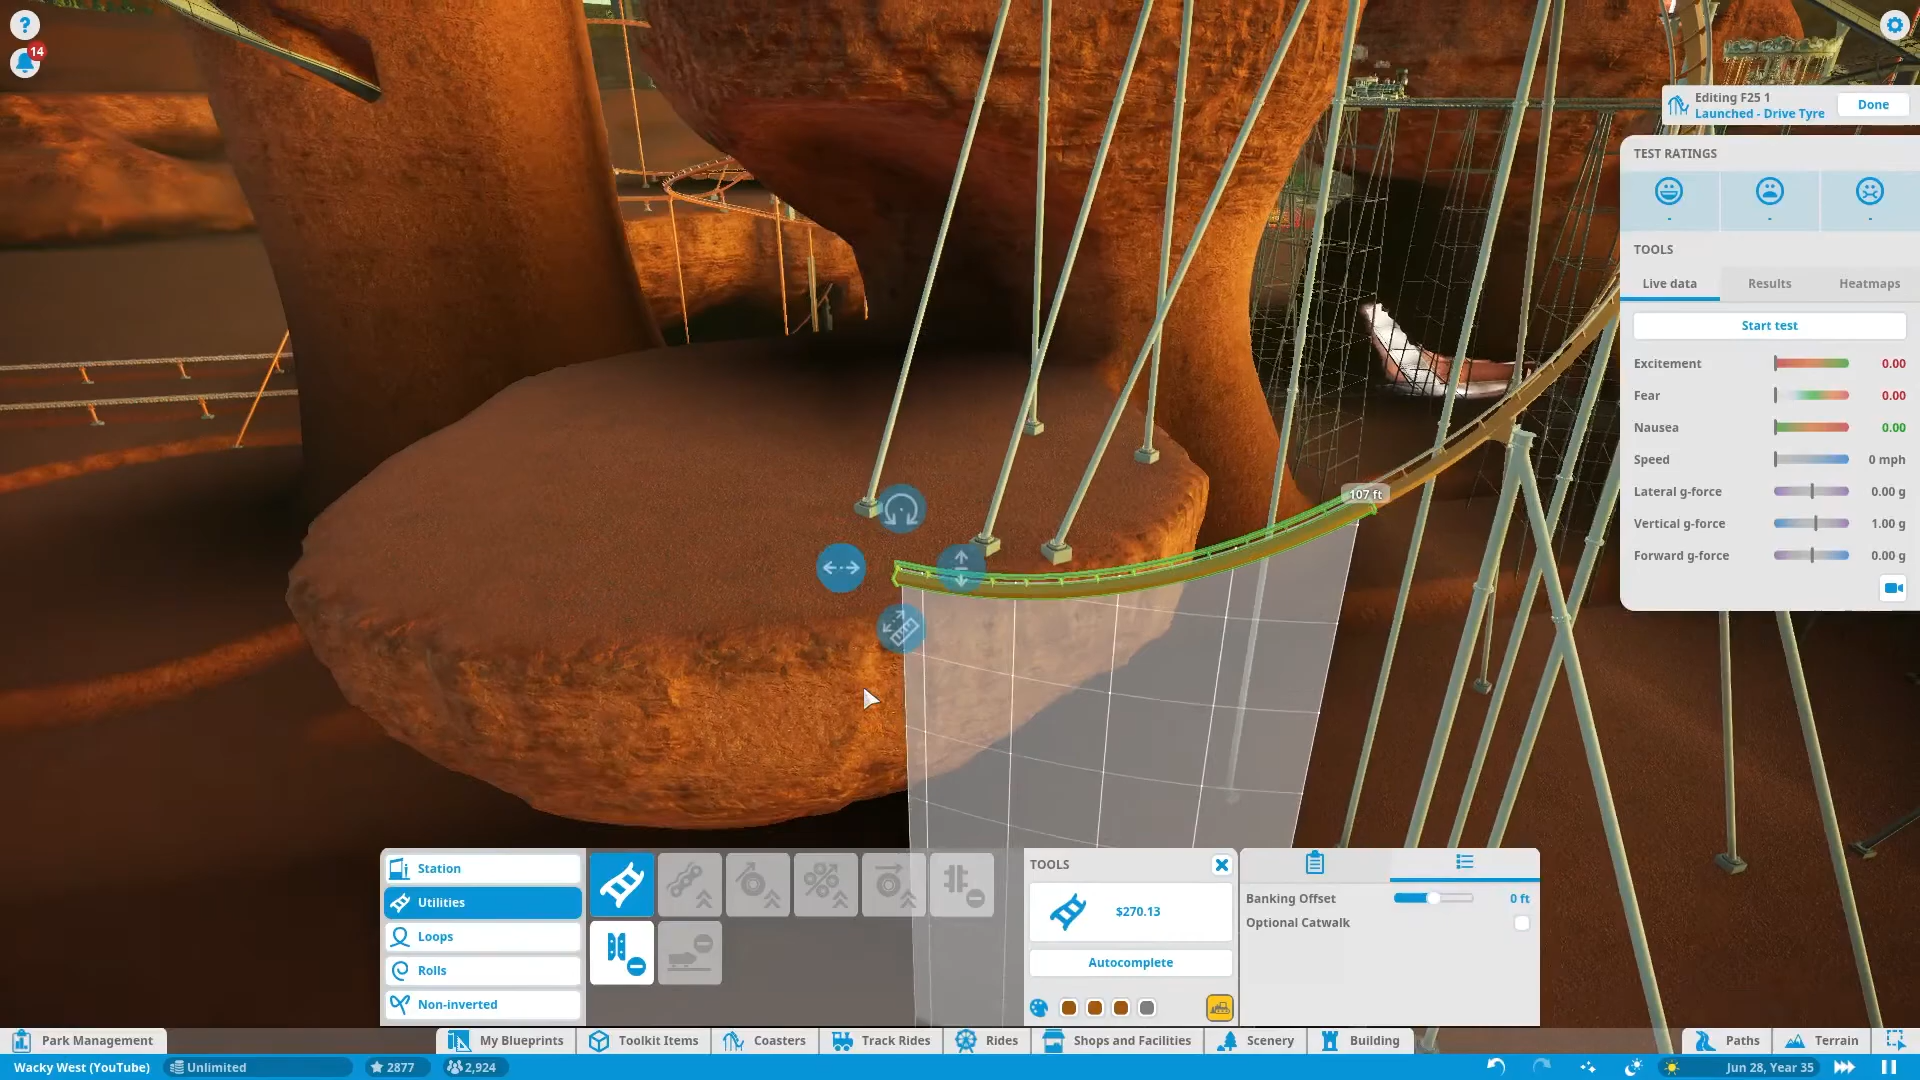 ?
14
Editing F25 1
Launched - Drive Tyre
Done
TEST RATINGS
-
-
-
TOOLS
Live data
Results
Heatmaps
Start test
Excitement
0.00
Fear
0.00
Nausea
0.00
Speed
0 mph
Lateral g-force
0.00 g
Vertical g-force
1.00 g
Forward g-force
0.00 g
107 ft
Station
Utilities
Loops
Rolls
Non-inverted
TOOLS
$270.13
Autocomplete
Banking Offset
0 ft
Optional Catwalk
Park Management
My Blueprints
Toolkit Items
Coasters
Track Rides
Rides
Shops and Facilities
Scenery
Building
Paths
Terrain
Wacky West (YouTube)
Unlimited
2877
2,924
Jun 28, Year 35